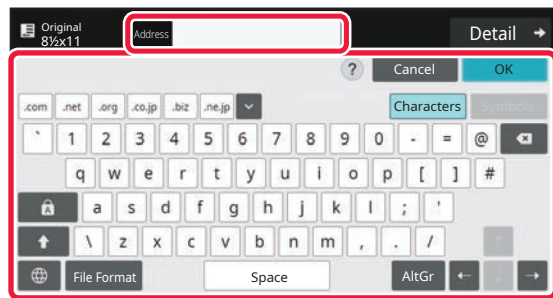 Original
8½x11
Address
Detail
? Cancel OK
.com .net .org .co.jp .biz .ne.jp Characters Symbols
` 1 2 3 4 5 6 7 8 9 0 - = @
q w e r t y u i o p [ ] #
A a s d f g h j k l ; '
\ z x c v b n m , . /
File Format Space AltGr